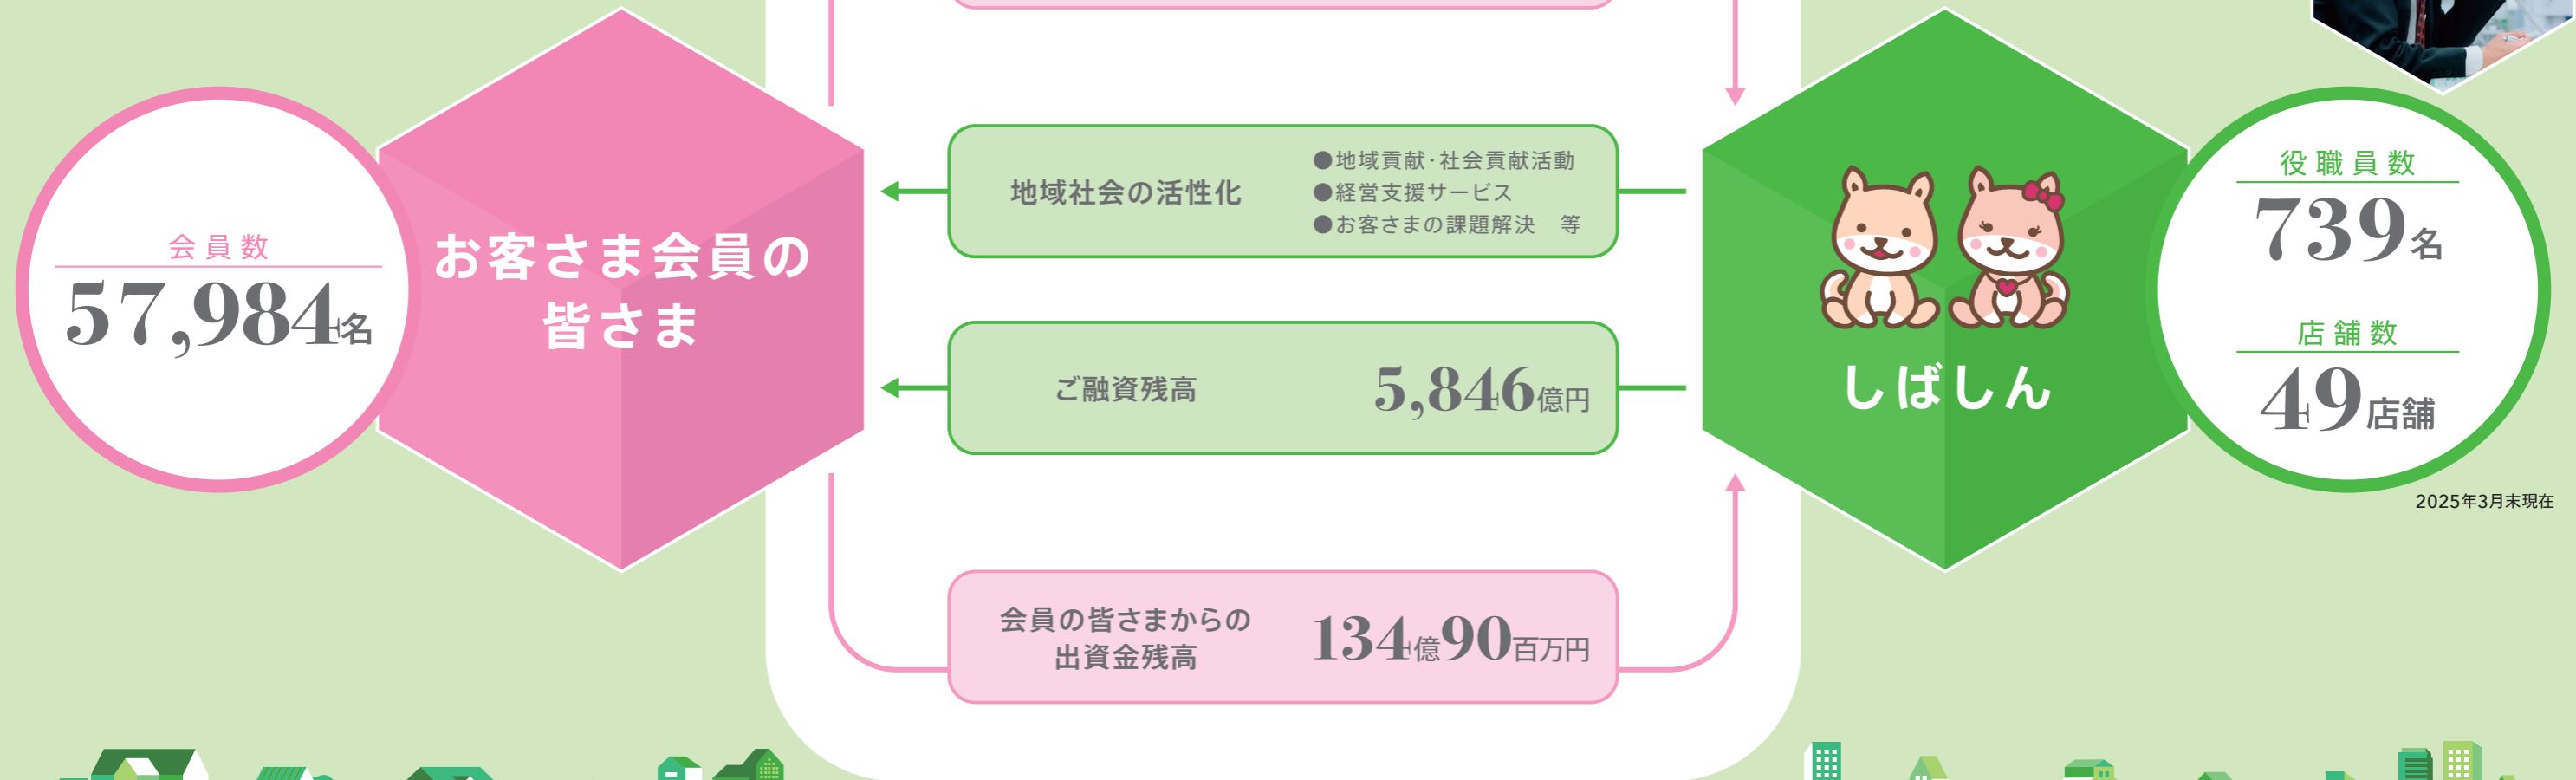 会員数
57,984名
お客さま会員の
皆さま
地域社会の活性化
●地域貢献・社会貢献活動
●経営支援サービス
●お客さまの課題解決　等
ご融資残高
5,846億円
会員の皆さまからの
出資金残高
134億90百万円
しばしん
役職員数
739名
店舗数
49店舗
2025年3月末現在